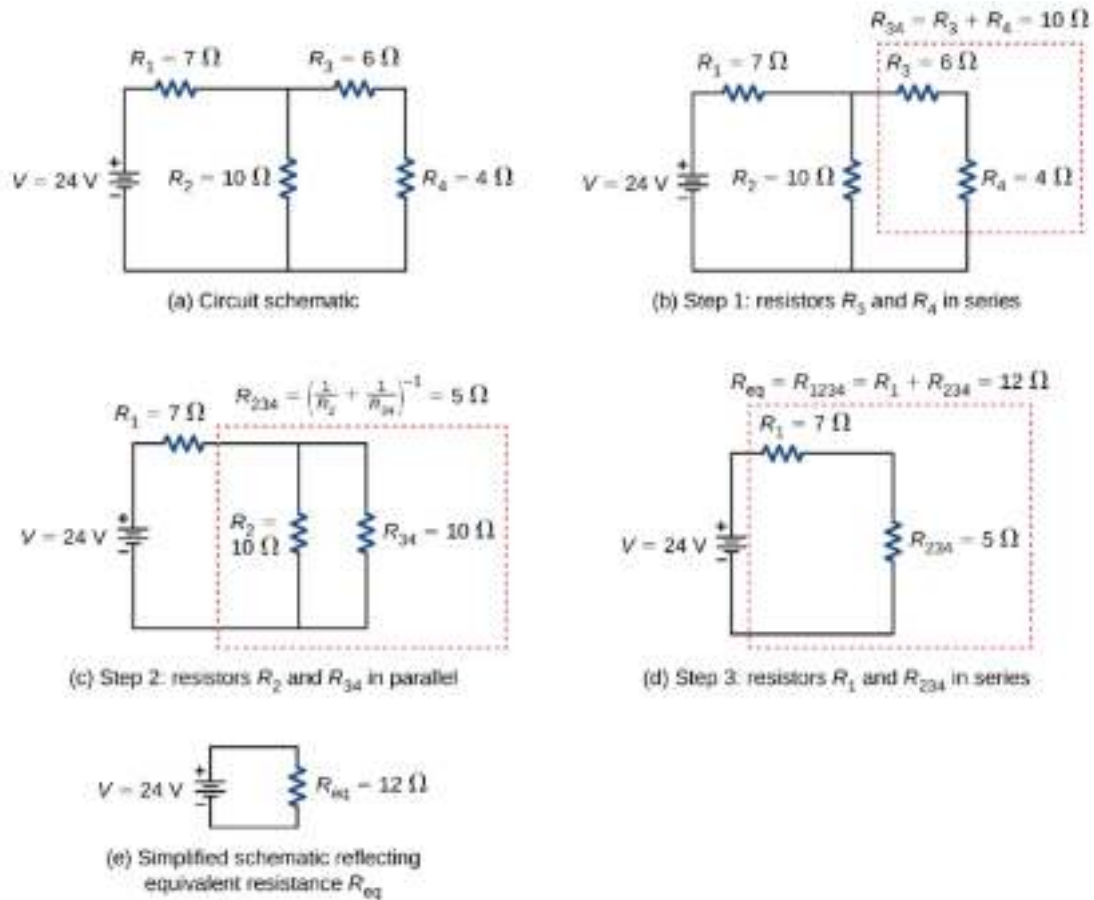 R₁ = 7 Ω
R₃ = 6 Ω
V = 24 V
+
−
R₂ = 10 Ω
R₄ = 4 Ω
(a) Circuit schematic
R₃₄ = R₃ + R₄ = 10 Ω
R₁ = 7 Ω
R₃ = 6 Ω
V = 24 V
+
−
R₂ = 10 Ω
R₄ = 4 Ω
(b) Step 1: resistors R₃ and R₄ in series
R₂₃₄ = (1/R₂ + 1/R₃₄)⁻¹ = 5 Ω
R₁ = 7 Ω
V = 24 V
+
−
R₂ =
10 Ω
R₃₄ = 10 Ω
(c) Step 2: resistors R₂ and R₃₄ in parallel
Req = R₁₂₃₄ = R₁ + R₂₃₄ = 12 Ω
R₁ = 7 Ω
V = 24 V
+
−
R₂₃₄ = 5 Ω
(d) Step 3: resistors R₁ and R₂₃₄ in series
V = 24 V
+
−
Req = 12 Ω
(e) Simplified schematic reflecting
equivalent resistance Req